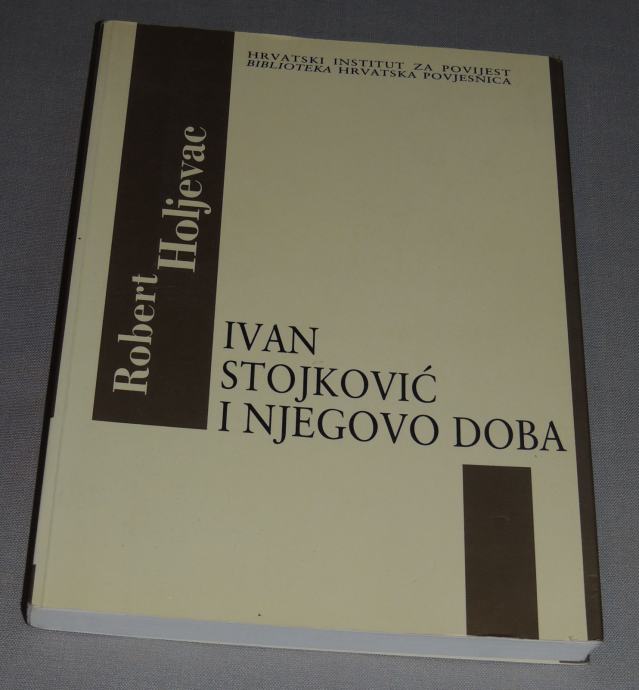 HRVATSKI INSTITUT ZA POVIJEST
BIBLIOTEKA HRVATSKA POVJESNICA
Robert
Holjevac
IVAN
STOJKOVIĆ
I NJEGOVO DOBA